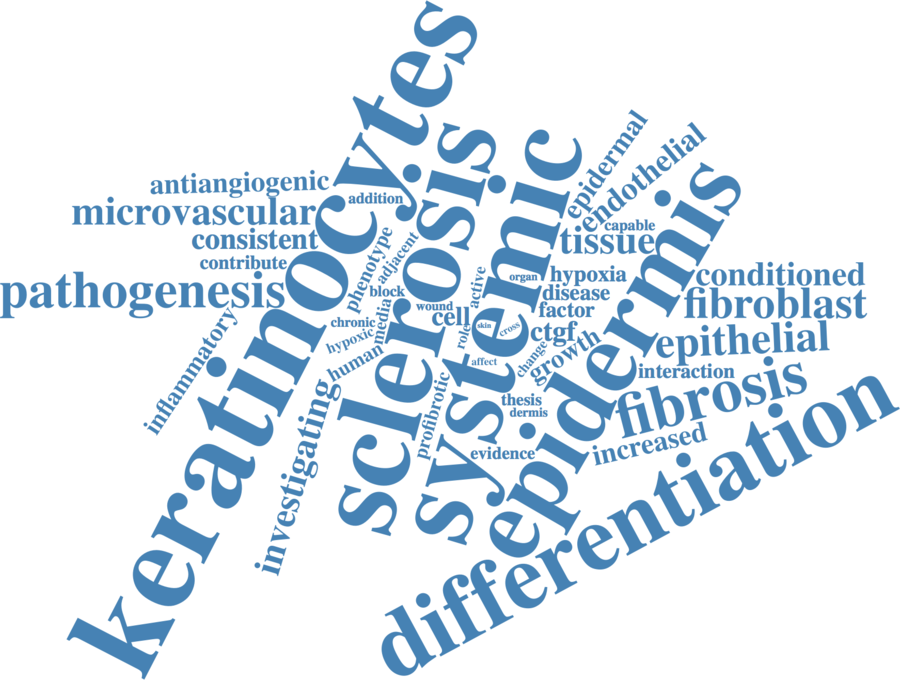 keratinocytes
sclerosis
systemic
epidermis
differentiation
antiangiogenic
microvascular
consistent
contribute
pathogenesis
inflammatory
investigating
addition
phenotype
adjacent
block
media
chronic
hypoxic
human
wound
cell
active
role
skin
cross
affect
organ
profibrotic
epidermal
endothelial
capable
tissue
hypoxia
disease
factor
ctgf
change
growth
thesis
dermis
evidence
conditioned
fibroblast
epithelial
interaction
fibrosis
increased